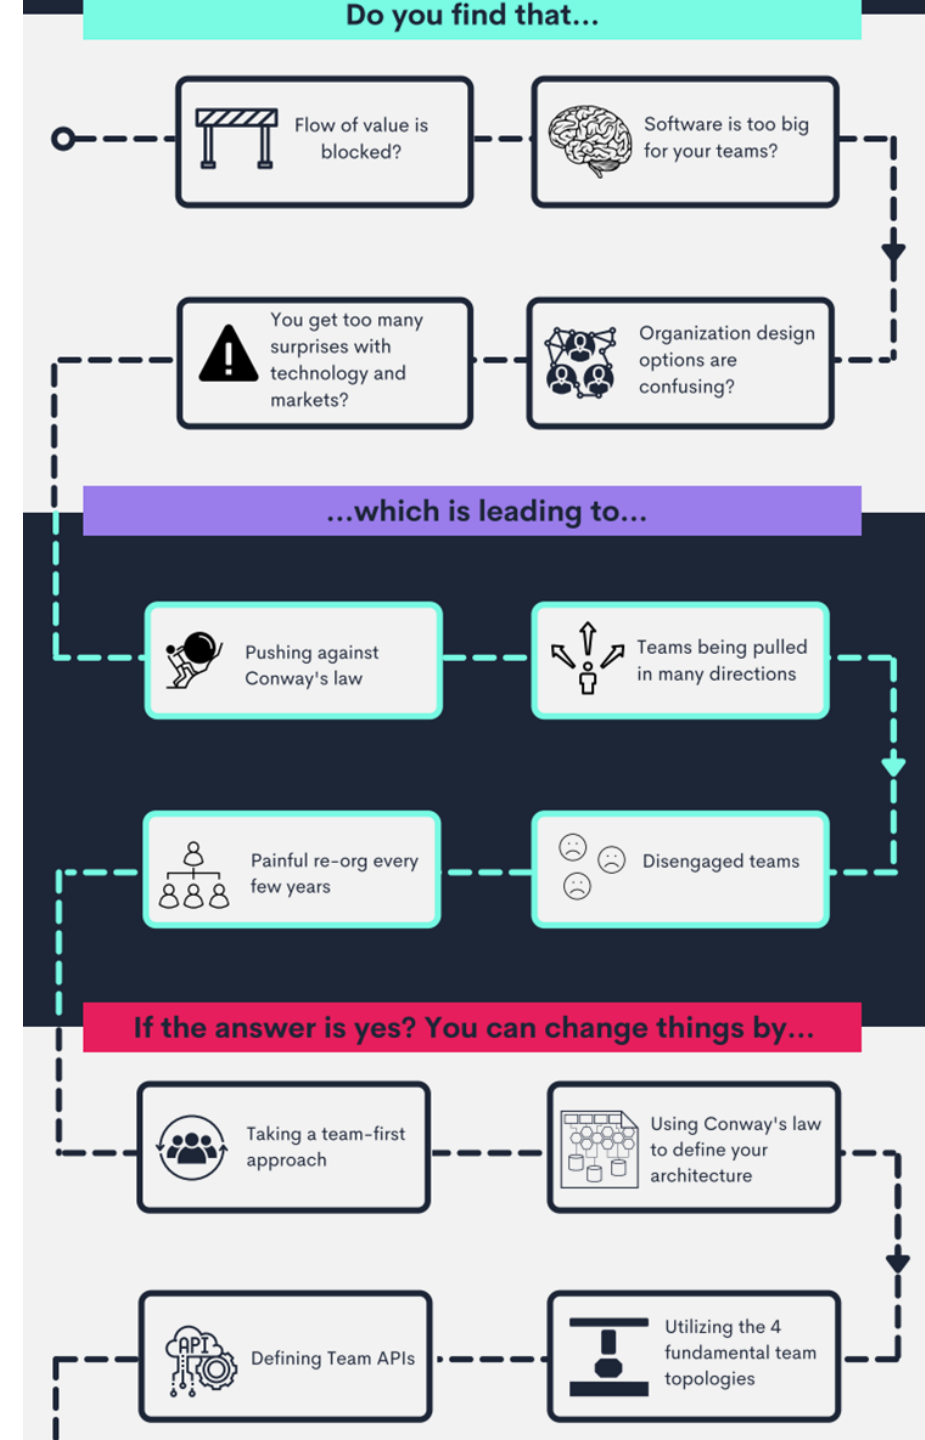 Do you find that...
Flow of value is
blocked?
Software is too big
for your teams?
You get too many
surprises with
technology and
markets?
Organization design
options are
confusing?
...which is leading to...
Pushing against
Conway's law
Teams being pulled
in many directions
Painful re-org every
few years
Disengaged teams
If the answer is yes? You can change things by...
Taking a team-first
approach
Using Conway's law
to define your
architecture
API
Defining Team APIs
Utilizing the 4
fundamental team
topologies